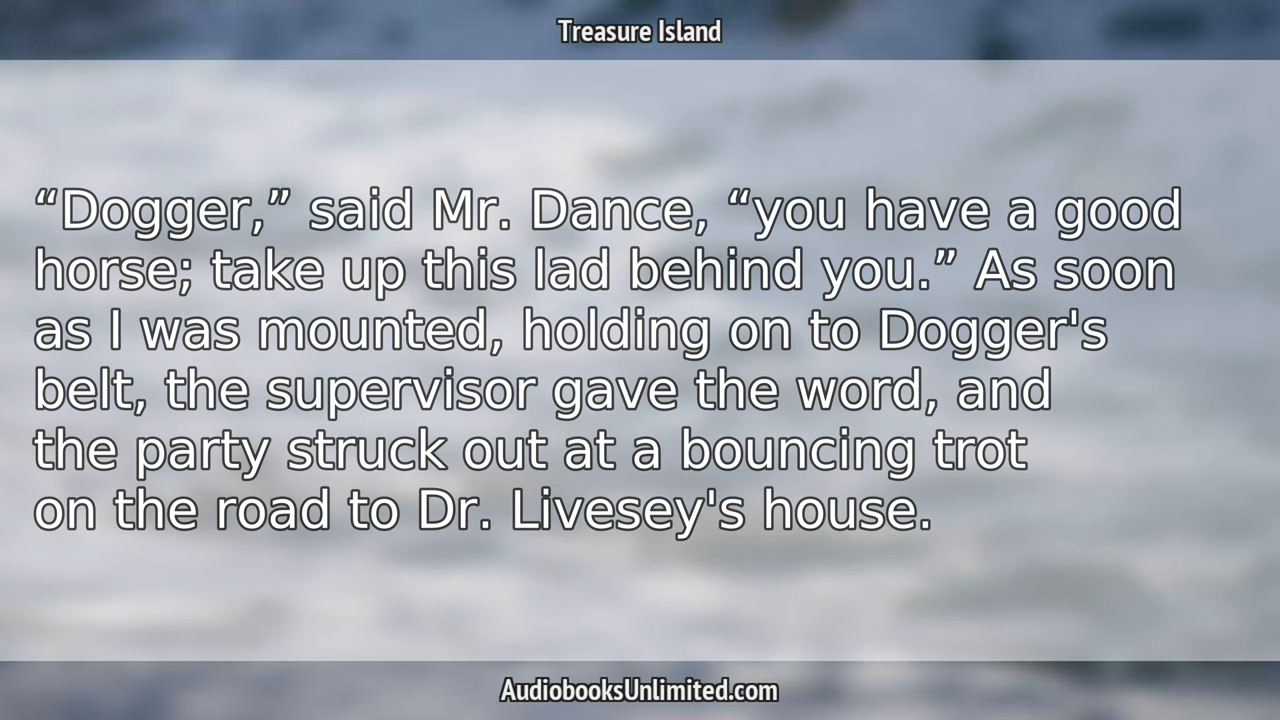 Treasure Island
“Dogger,” said Mr. Dance, “you have a good
horse; take up this lad behind you.” As soon
as I was mounted, holding on to Dogger's
belt, the supervisor gave the word, and
the party struck out at a bouncing trot
on the road to Dr. Livesey's house.
AudiobooksUnlimited.com